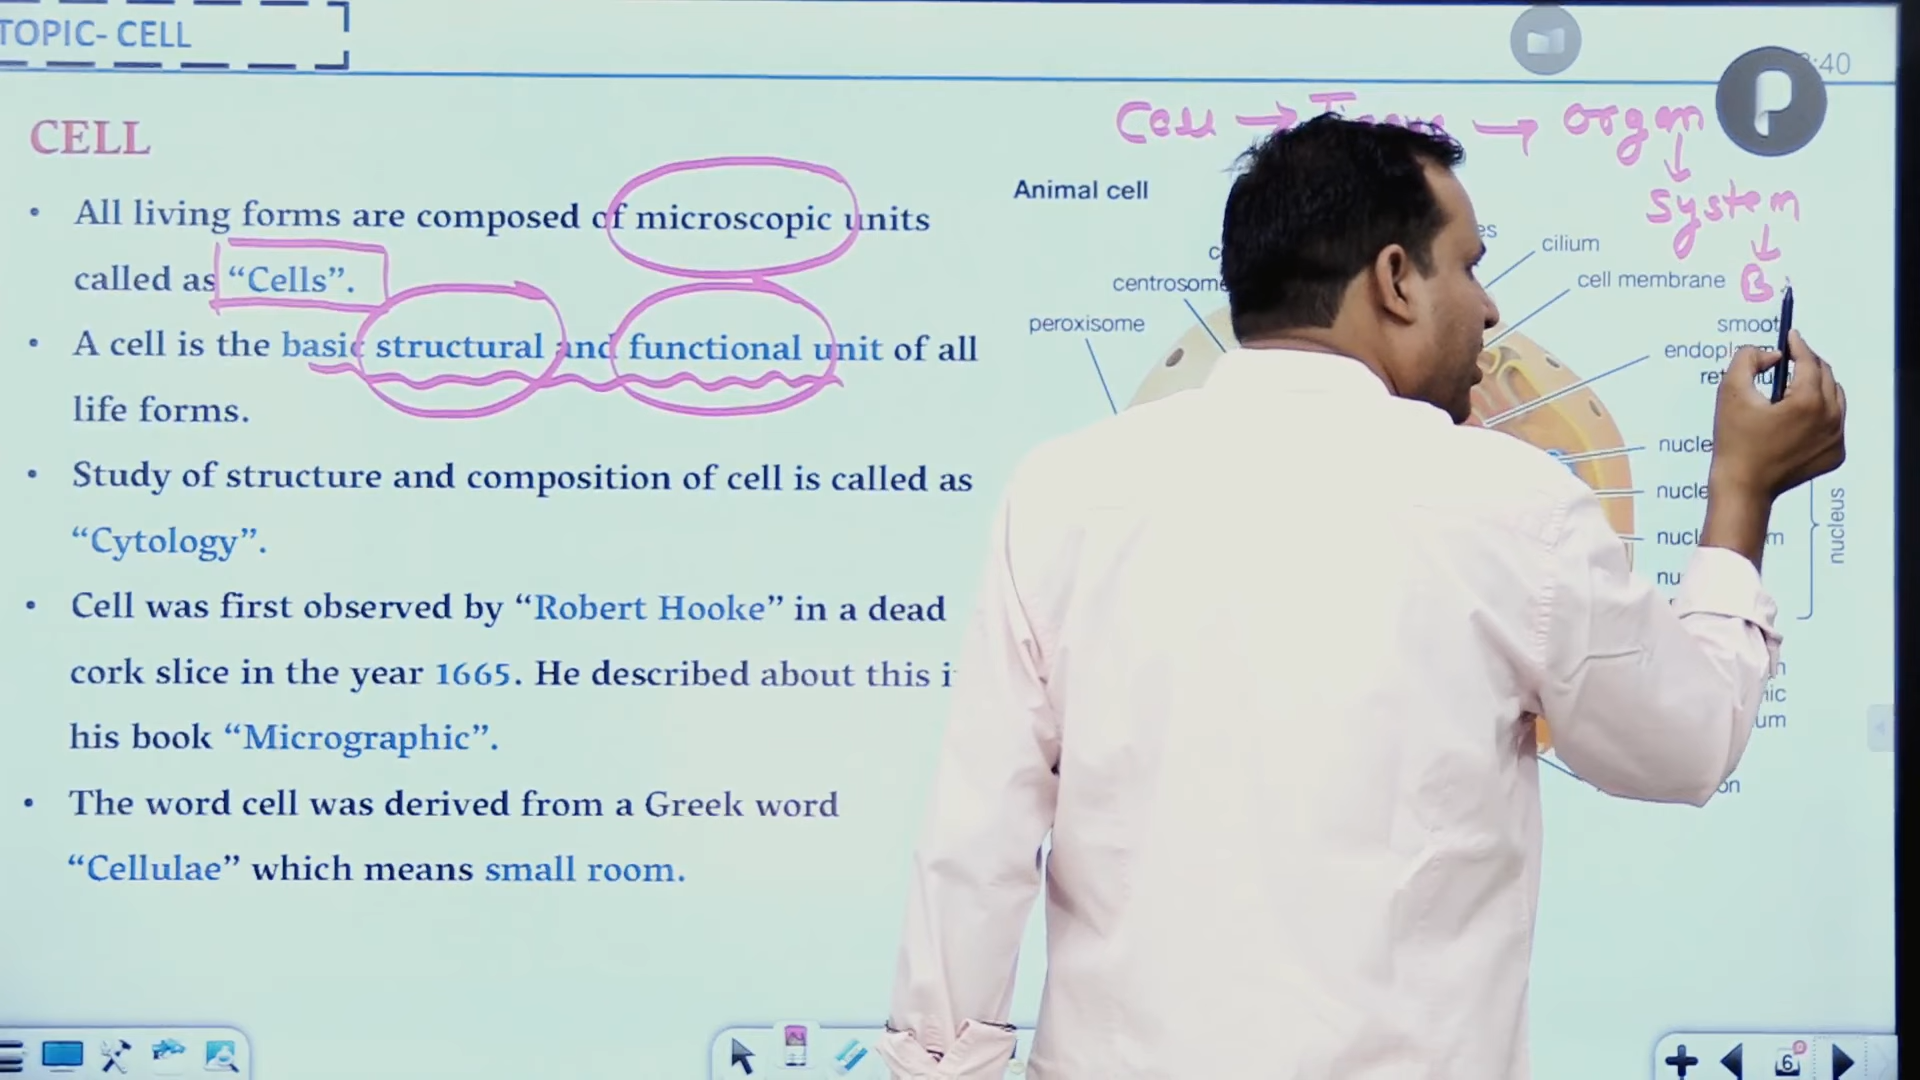 TOPIC- CELL
:40
CELL
Cell → → organ
↓
system
↓
B
• All living forms are composed of microscopic units
called as “Cells”.
• A cell is the basic structural and functional unit of all
life forms.
• Study of structure and composition of cell is called as
“Cytology”.
• Cell was first observed by “Robert Hooke” in a dead
cork slice in the year 1665. He described about this
his book “Micrographic”.
• The word cell was derived from a Greek word
“Cellulae” which means small room.
Animal cell
cilium
centrosome
cell membrane
peroxisome
nucleus
6